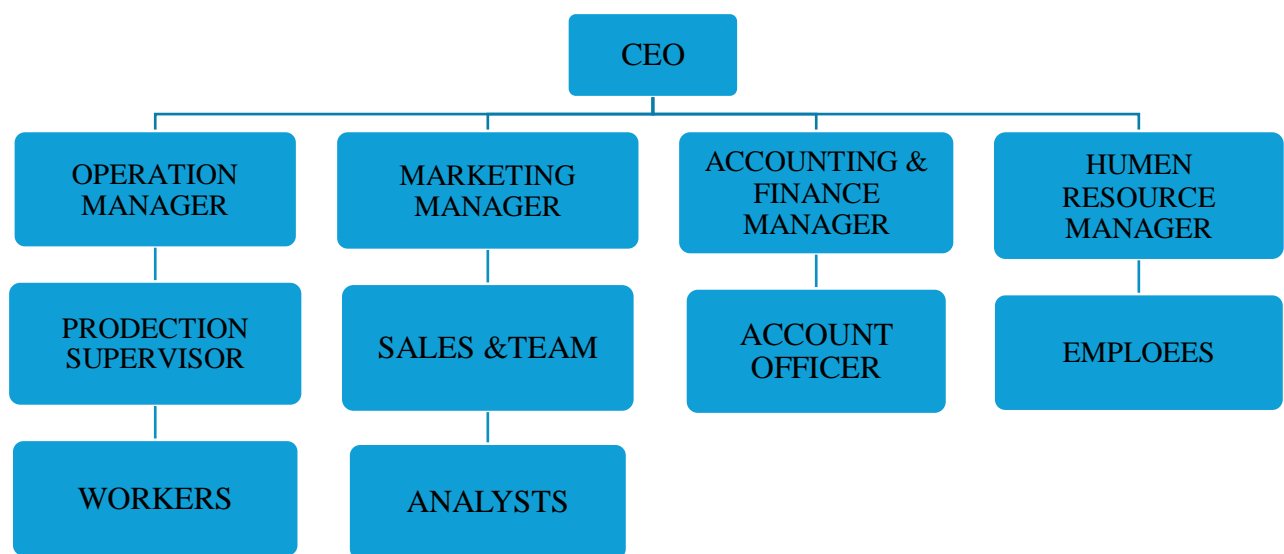 CEO
OPERATION
MANAGER
MARKETING
MANAGER
ACCOUNTING &
FINANCE
MANAGER
HUMEN
RESOURCE
MANAGER
PRODECTION
SUPERVISOR
SALES &TEAM
ACCOUNT
OFFICER
EMPLOEES
WORKERS
ANALYSTS